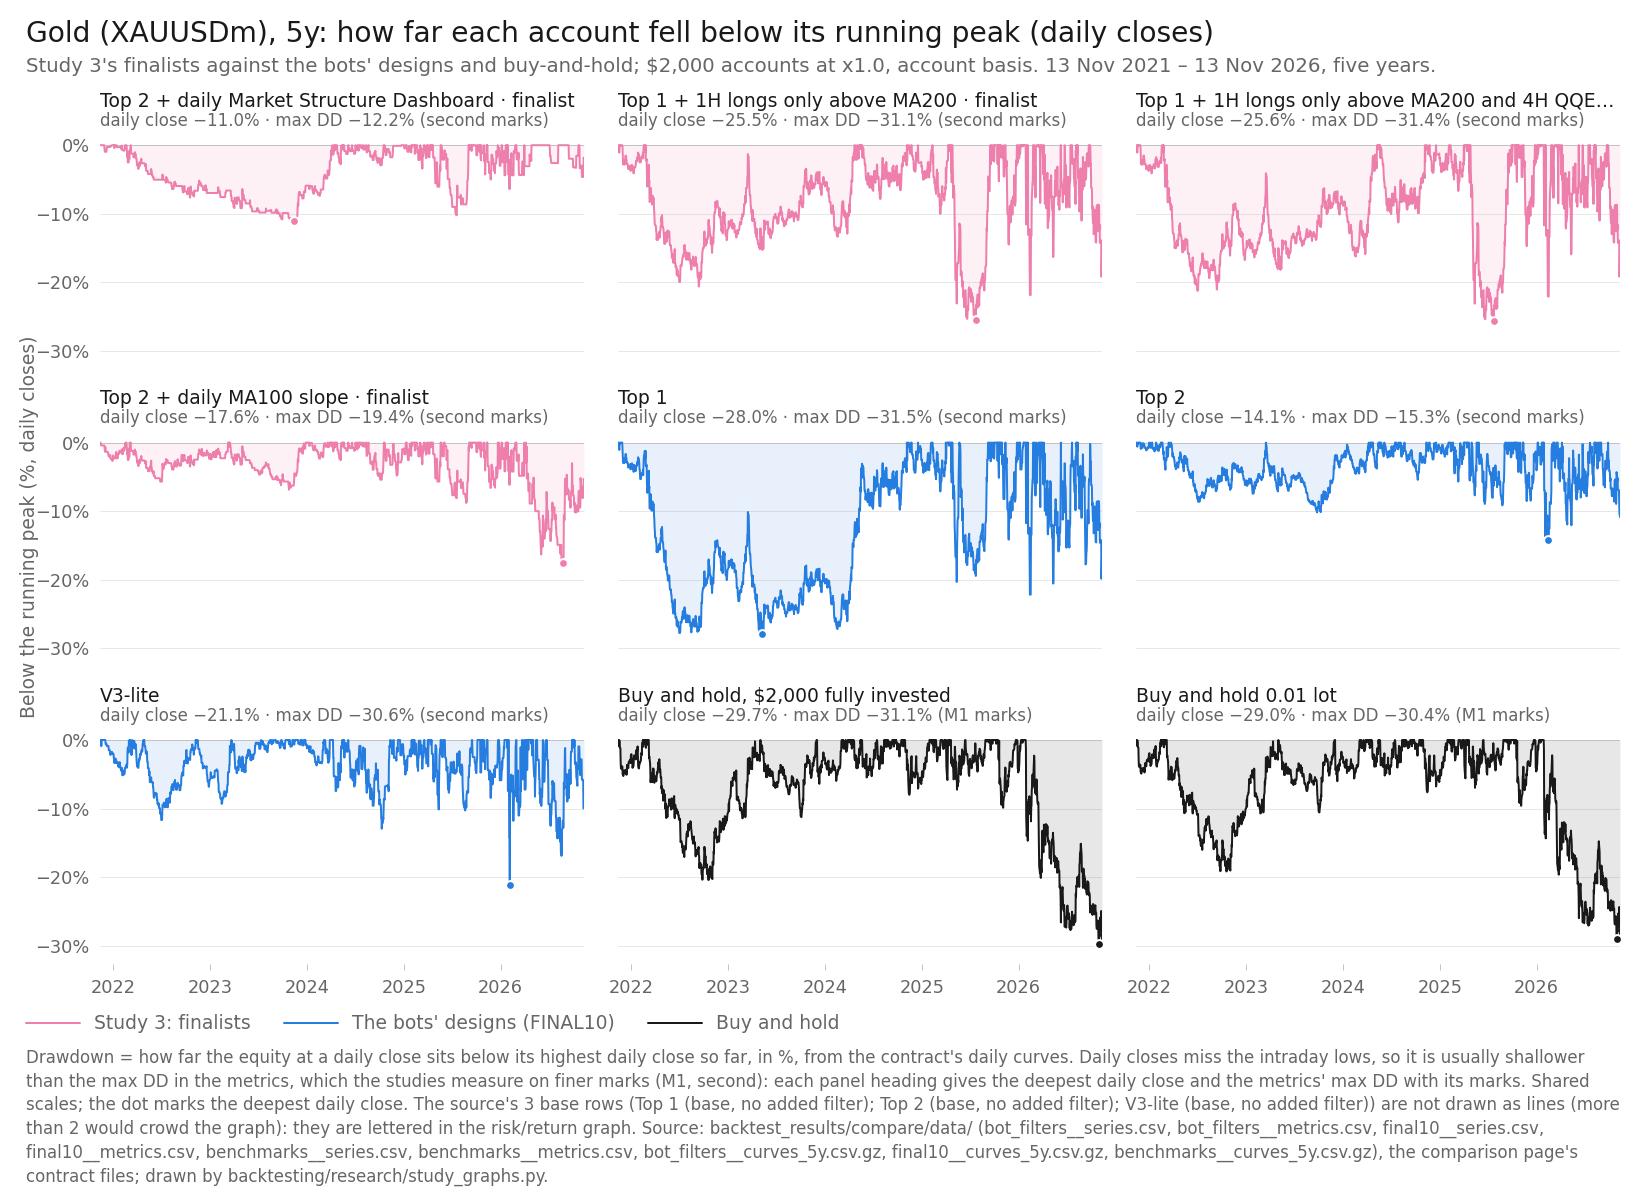 Gold (XAUUSDm), 5y: how far each account fell below its running peak (daily closes)
Study 3's finalists against the bots' designs and buy-and-hold; $2,000 accounts at x1.0, account basis. 13 Nov 2021 – 13 Nov 2026, five years.
Top 2 + daily Market Structure Dashboard · finalist
daily close −11.0% · max DD −12.2% (second marks)
Top 1 + 1H longs only above MA200 · finalist
daily close −25.5% · max DD −31.1% (second marks)
Top 1 + 1H longs only above MA200 and 4H QQE…
daily close −25.6% · max DD −31.4% (second marks)
0%
−10%
−20%
−30%
Below the running peak (%, daily closes)
Top 2 + daily MA100 slope · finalist
daily close −17.6% · max DD −19.4% (second marks)
Top 1
daily close −28.0% · max DD −31.5% (second marks)
Top 2
daily close −14.1% · max DD −15.3% (second marks)
0%
−10%
−20%
−30%
V3-lite
daily close −21.1% · max DD −30.6% (second marks)
Buy and hold, $2,000 fully invested
daily close −29.7% · max DD −31.1% (M1 marks)
Buy and hold 0.01 lot
daily close −29.0% · max DD −30.4% (M1 marks)
0%
−10%
−20%
−30%
2022 2023 2024 2025 2026
2022 2023 2024 2025 2026
2022 2023 2024 2025 2026
Study 3: finalists
The bots' designs (FINAL10)
Buy and hold
Drawdown = how far the equity at a daily close sits below its highest daily close so far, in %, from the contract's daily curves. Daily closes miss the intraday lows, so it is usually shallower
than the max DD in the metrics, which the studies measure on finer marks (M1, second): each panel heading gives the deepest daily close and the metrics' max DD with its marks. Shared
scales; the dot marks the deepest daily close. The source's 3 base rows (Top 1 (base, no added filter); Top 2 (base, no added filter); V3-lite (base, no added filter)) are not drawn as lines (more
than 2 would crowd the graph): they are lettered in the risk/return graph. Source: backtest_results/compare/data/ (bot_filters__series.csv, bot_filters__metrics.csv, final10__series.csv,
final10__metrics.csv, benchmarks__series.csv, benchmarks__metrics.csv, bot_filters__curves_5y.csv.gz, final10__curves_5y.csv.gz, benchmarks__curves_5y.csv.gz), the comparison page's
contract files; drawn by backtesting/research/study_graphs.py.